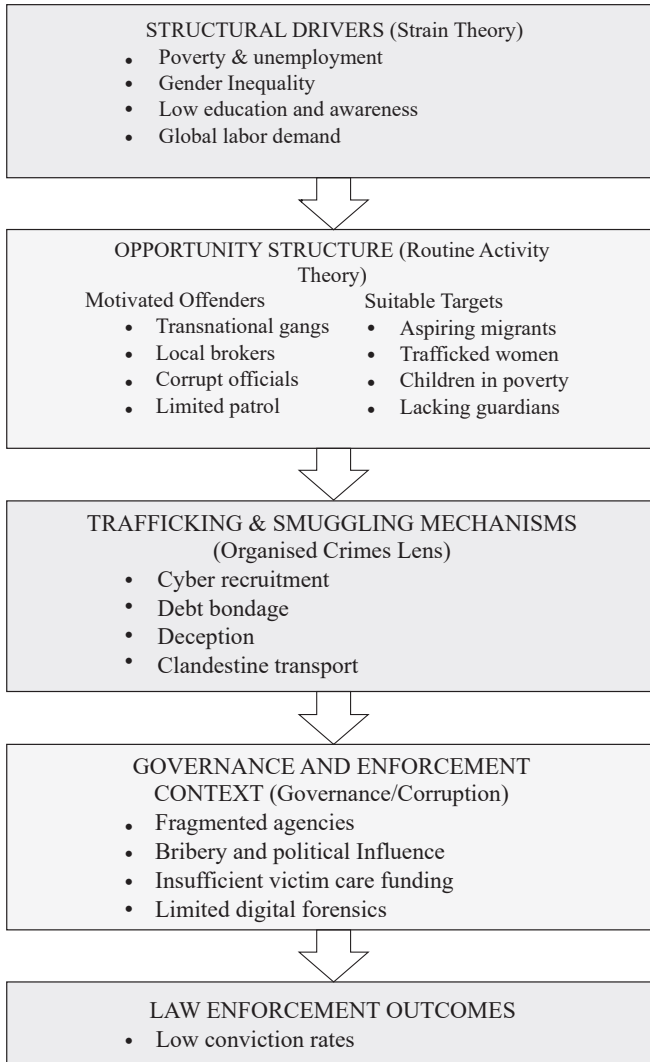 STRUCTURAL DRIVERS (Strain Theory)
• Poverty & unemployment
• Gender Inequality
• Low education and awareness
• Global labor demand
OPPORTUNITY STRUCTURE (Routine Activity
Theory)
Motivated Offenders
• Transnational gangs
• Local brokers
• Corrupt officials
• Limited patrol
Suitable Targets
• Aspiring migrants
• Trafficked women
• Children in poverty
• Lacking guardians
TRAFFICKING & SMUGGLING MECHANISMS
(Organised Crimes Lens)
• Cyber recruitment
• Debt bondage
• Deception
• Clandestine transport
GOVERNANCE AND ENFORCEMENT
CONTEXT (Governance/Corruption)
• Fragmented agencies
• Bribery and political Influence
• Insufficient victim care funding
• Limited digital forensics
LAW ENFORCEMENT OUTCOMES
• Low conviction rates